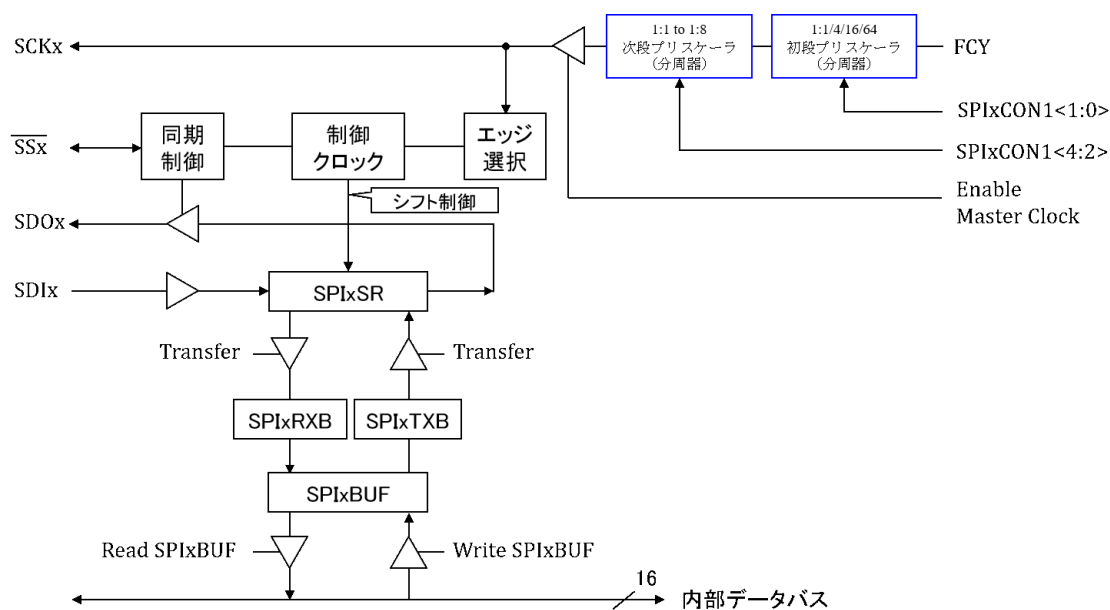 SCKx
1:1 to 1:8
次段プリスケーラ
(分周器)
1:1/4/16/64
初段プリスケーラ
(分周器)
FCY
SPIxCON1<1:0>
SSx
同期
制御
制御
クロック
エッジ
選択
SPIxCON1<4:2>
シフト制御
Enable
Master Clock
SDOx
SDIx
SPIxSR
Transfer
Transfer
SPIxRXB
SPIxTXB
SPIxBUF
Read SPIxBUF
Write SPIxBUF
16
内部データバス